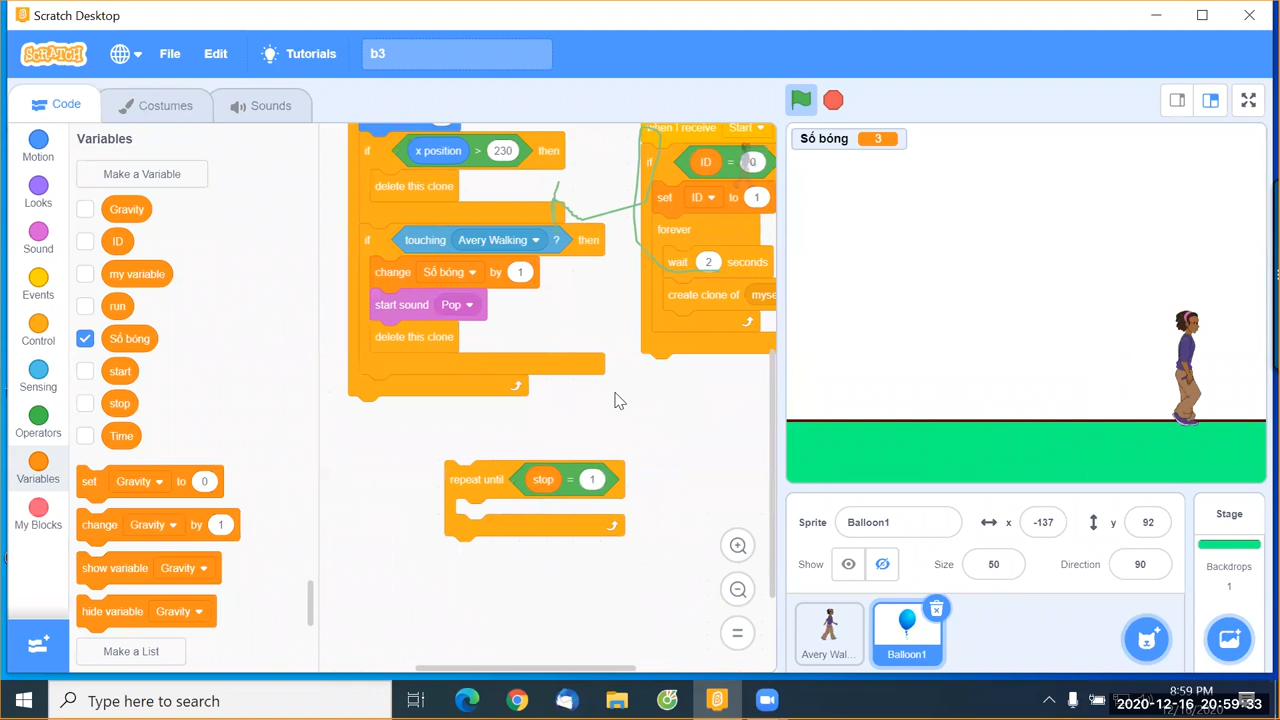 Scratch Desktop
SCRATCH File Edit Tutorials b3
Code Costumes Sounds
Motion
Looks
Sound
Events
Control
Sensing
Operators
Variables
My Blocks
Variables
Make a Variable
Gravity
ID
my variable
run
Số bóng
start
stop
Time
set Gravity to 0
change Gravity by 1
show variable Gravity
hide variable Gravity
Make a List
if x position > 230 then
delete this clone
if touching Avery Walking ? then
change Số bóng by 1
start sound Pop
delete this clone
when I receive Start
if ID = 0
set ID to 1
forever
wait 2 seconds
create clone of myse
repeat until stop = 1
Số bóng 3
Sprite Balloon1 x -137 y 92
Show Size 50 Direction 90
Avery Wal...
Balloon1
Stage
Backdrops
1
Type here to search
8:59 PM
2020-12-16 20:59:33